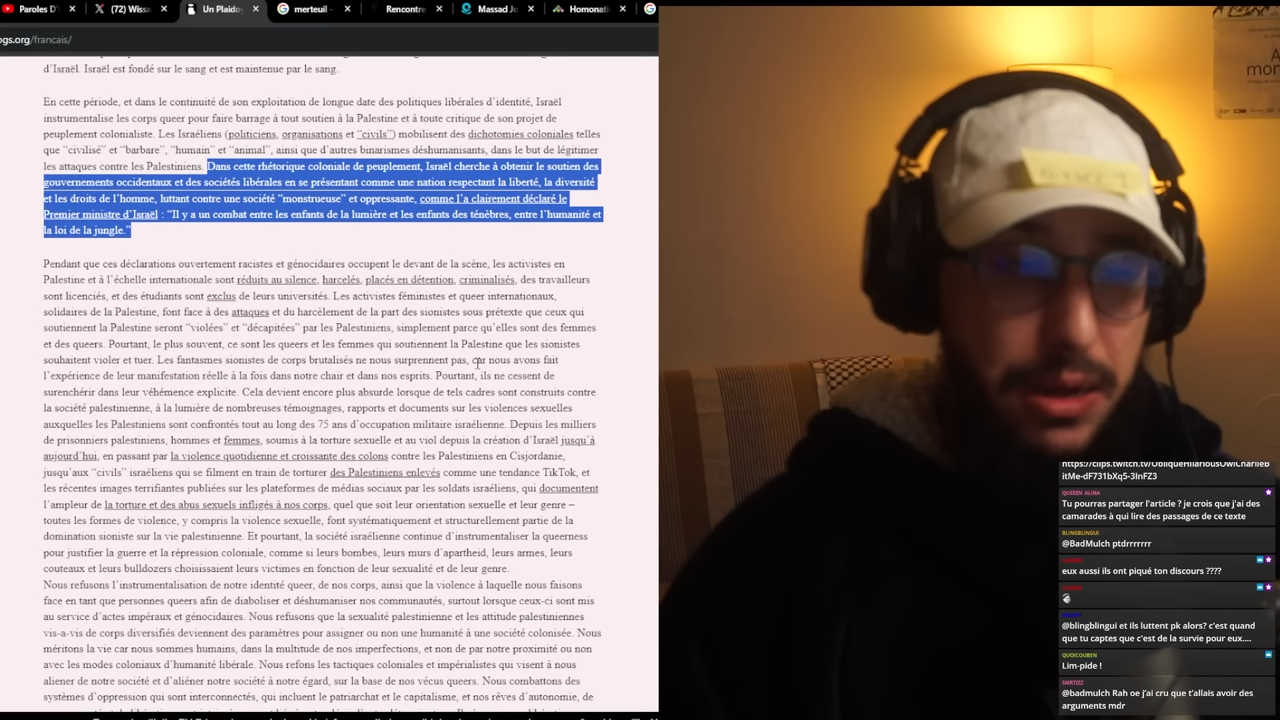 Paroles D'I
(72) Wissa
Un Plaidoy
merteuil -
Rencontre
Massad Jo
Homonati
ogs.org/francais/
d'Israël. Israël est fondé sur le sang et est maintenue par le sang.
En cette période, et dans le continuité de son exploitation de longue date des politiques libérales d'identité, Israël
instrumentalise les corps queer pour faire barrage à tout soutien à la Palestine et à toute critique de son projet de
peuplement colonialiste. Les Israéliens (politiciens, organisations et "civils") mobilisent des dichotomies coloniales telles
que "civilisé" et "barbare", "humain" et "animal", ainsi que d'autres binarismes déshumanisants, dans le but de légitimer
les attaques contre les Palestiniens. Dans cette rhétorique coloniale de peuplement, Israël cherche à obtenir le soutien des
gouvernements occidentaux et des sociétés libérales en se présentant comme une nation respectant la liberté, la diversité
et les droits de l'homme, luttant contre une société "monstrueuse" et oppressante, comme l'a clairement déclaré le
Premier ministre d'Israël : "Il y a un combat entre les enfants de la lumière et les enfants des ténèbres, entre l'humanité et
la loi de la jungle."
Pendant que ces déclarations ouvertement racistes et génocidaires occupent le devant de la scène, les activistes en
Palestine et à l'échelle internationale sont réduits au silence, harcelés, placés en détention, criminalisés, des travailleurs
sont licenciés, et des étudiants sont exclus de leurs universités. Les activistes féministes et queer internationaux,
solidaires de la Palestine, font face à des attaques et du harcèlement de la part des sionistes sous prétexte que ceux qui
soutiennent la Palestine seront "violées" et "décapitées" par les Palestiniens, simplement parce qu'elles sont des femmes
et des queers. Pourtant, le plus souvent, ce sont les queers et les femmes qui soutiennent la Palestine que les sionistes
souhaitent violer et tuer. Les fantasmes sionistes de corps brutalisés ne nous surprennent pas, car nous avons fait
l'expérience de leur manifestation réelle à la fois dans notre chair et dans nos esprits. Pourtant, ils ne cessent de
surenchérir dans leur véhémence explicite. Cela devient encore plus absurde lorsque de tels cadres sont construits contre
la société palestinienne, à la lumière de nombreuses témoignages, rapports et documents sur les violences sexuelles
auxquelles les Palestiniens sont confrontés tout au long des 75 ans d'occupation militaire israélienne. Depuis les milliers
de prisonniers palestiniens, hommes et femmes, soumis à la torture sexuelle et au viol depuis la création d'Israël jusqu'à
aujourd'hui, en passant par la violence quotidienne et croissante des colons contre les Palestiniens en Cisjordanie,
jusqu'aux "civils" israéliens qui se filment en train de torturer des Palestiniens enlevés comme une tendance TikTok, et
les récentes images terrifiantes publiées sur les plateformes de médias sociaux par les soldats israéliens, qui documentent
l'ampleur de la torture et des abus sexuels infligés à nos corps, quel que soit leur orientation sexuelle et leur genre –
toutes les formes de violence, y compris la violence sexuelle, font systématiquement et structurellement partie de la
domination sioniste sur la vie palestinienne. Et pourtant, la société israélienne continue d'instrumentaliser la queerness
pour justifier la guerre et la répression coloniale, comme si leurs bombes, leurs murs d'apartheid, leurs armes, leurs
couteaux et leurs bulldozers choisissaient leurs victimes en fonction de leur sexualité et de leur genre.
Nous refusons l'instrumentalisation de notre identité queer, de nos corps, ainsi que la violence à laquelle nous faisons
face en tant que personnes queers afin de diaboliser et déshumaniser nos communautés, surtout lorsque ceux-ci sont mis
au service d'actes impéraux et génocidaires. Nous refusons que la sexualité palestinienne et les attitude palestiniennes
vis-a-vis de corps diversifiés deviennent des paramètres pour assigner ou non une humanité à une société colonisée. Nous
méritons la vie car nous sommes humains, dans la multitude de nos imperfections, et non de par notre proximité ou non
avec les modes coloniaux d'humanité libérale. Nous refons les tactiques coloniales et impérialistes qui visent à nous
aliener de notre société et d'aliéner notre société à notre égard, sur la base de nos vécus queers. Nous combattons des
systèmes d'oppression qui sont interconnectés, qui incluent le patriarchat et le capitalisme, et nos rêves d'autonomie, de
https://clips.twitch.tv/ObliqueHilariousOwlCharlieB
itMe-dF731bXq5-3InFZ3
QUEEEN ALINA
Tu pourras partager l'article ? je crois que j'ai des
camarades à qui lire des passages de ce texte
BLINGBLINGUI
@BadMulch ptdrrrrrrr
eux aussi ils ont piqué ton discours ????
@blingblingui et ils luttent pk alors? c'est quand
que tu captes que c'est de la survie pour eux....
QUOICOUBEN
Lim-pide !
SMRTIZZ
@badmulch Rah oe j'ai cru que t'allais avoir des
arguments mdr